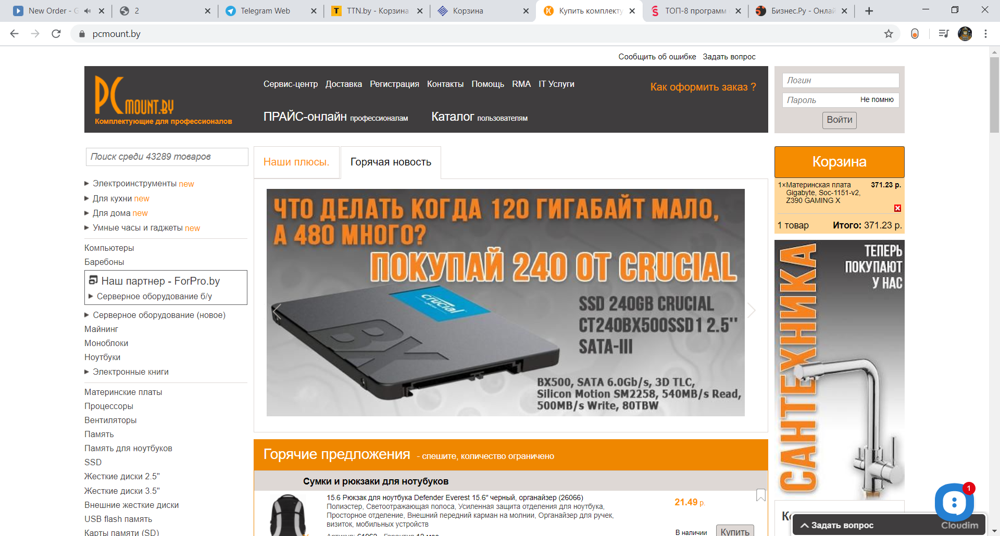 New Order - G
2
Telegram Web
TTN.by - Корзина
Корзина
Купить комплекту
ТОП-8 программ
Бизнес.Ру - Онлай
pcmount.by
Сообщить об ошибке Задать вопрос
PCMOUNT.BY
Комплектующие для профессионалов
Сервис-центр Доставка Регистрация Контакты Помощь RMA IT Услуги
Как оформить заказ ?
ПРАЙС-онлайн профессионалам Каталог пользователям
Логин
Пароль Не помню
Войти
Поиск среди 43289 товаров
Электроинструменты new
Для кухни new
Для дома new
Умные часы и гаджеты new
Компьютеры
Баребоны
Наш партнер - ForPro.by
Серверное оборудование б/у
Серверное оборудование (новое)
Майнинг
Моноблоки
Ноутбуки
Электронные книги
Материнские платы
Процессоры
Вентиляторы
Память
Память для ноутбуков
SSD
Жесткие диски 2.5"
Жесткие диски 3.5"
Внешние жесткие диски
USB flash память
Карты памяти (SD)
Наши плюсы. Горячая новость
ЧТО ДЕЛАТЬ КОГДА 120 ГИГАБАЙТ МАЛО,
А 480 МНОГО?
ПОКУПАЙ 240 ОТ CRUCIAL
crucial
BX
SSD 240GB CRUCIAL
CT240BX500SSD1 2.5''
SATA-III
BX500, SATA 6.0Gb/s, 3D TLC,
Silicon Motion SM2258, 540MB/s Read,
500MB/s Write, 80TBW
Горячие предложения - спешите, количество ограничено
Сумки и рюкзаки для нотубуков
15.6 Рюкзак для ноутбука Defender Everest 15.6" черный, органайзер (26066)
Полиэстер, Светоотражающая полоса, Усиленная защита отделения для ноутбука,
Просторное отделение, Внешний передний карман на молнии, Органайзер для ручек,
визиток, мобильных устройств
Артикул: 61962 Гарантия 12 мес
21.49 р.
В наличии Купить
Корзина
1×Материнская плата 371.23 р.
Gigabyte, Soc-1151-v2,
Z390 GAMING X
1 товар Итого: 371.23 р.
САНТЕХНИКА
ТЕПЕРЬ
ПОКУПАЮТ
У НАС
1
Задать вопрос
Cloudim